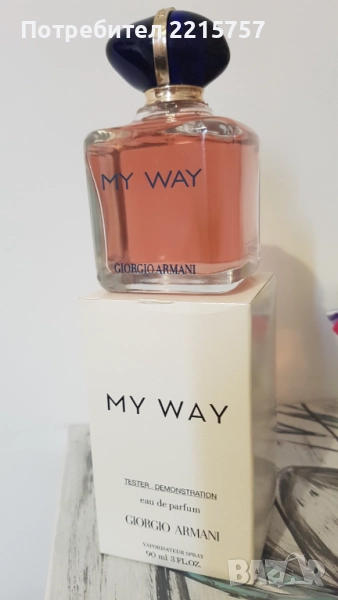 Потребител 2215757
MY WAY
GIORGIO ARMANI
MY WAY
TESTER DEMONSTRATION
eau de parfum
GIORGIO ARMANI
VAPORISATEUR SPRAY
90 ml 3 FL.OZ
BAZAR